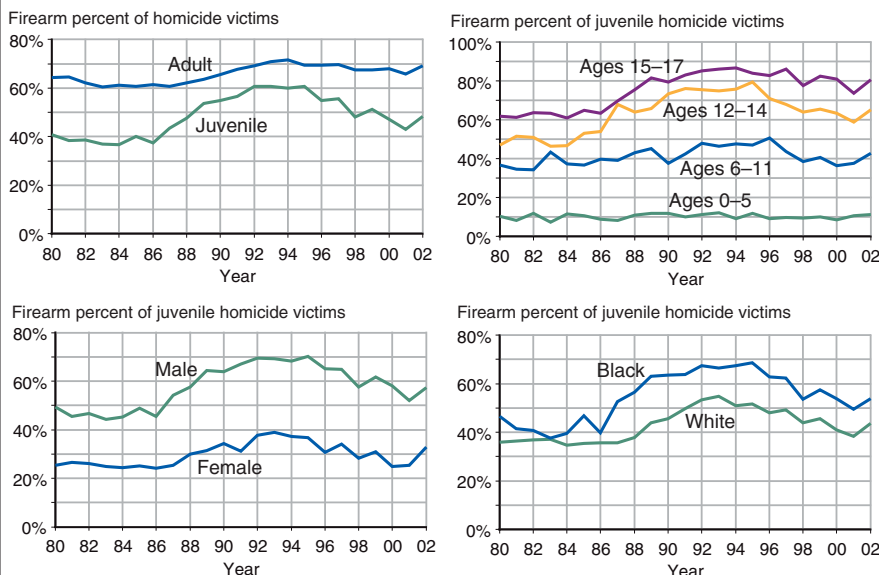 Firearm percent of homicide victims
80%
60%
40%
20%
0%
Adult
Juvenile
80 82 84 86 88 90 92 94 96 98 00 02
Year
Firearm percent of juvenile homicide victims
100%
80%
60%
40%
20%
0%
Ages 15–17
Ages 12–14
Ages 6–11
Ages 0–5
80 82 84 86 88 90 92 94 96 98 00 02
Year
Firearm percent of juvenile homicide victims
80%
60%
40%
20%
0%
Male
Female
80 82 84 86 88 90 92 94 96 98 00 02
Year
Firearm percent of juvenile homicide victims
80%
60%
40%
20%
0%
Black
White
80 82 84 86 88 90 92 94 96 98 00 02
Year